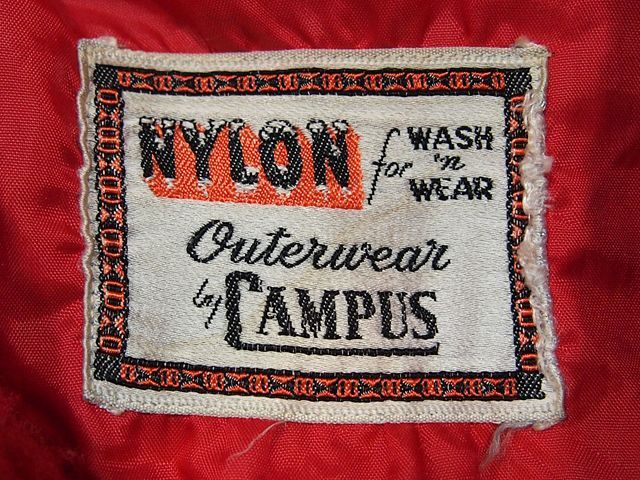 NYLON for WASH 'n WEAR
Outerwear
by CAMPUS